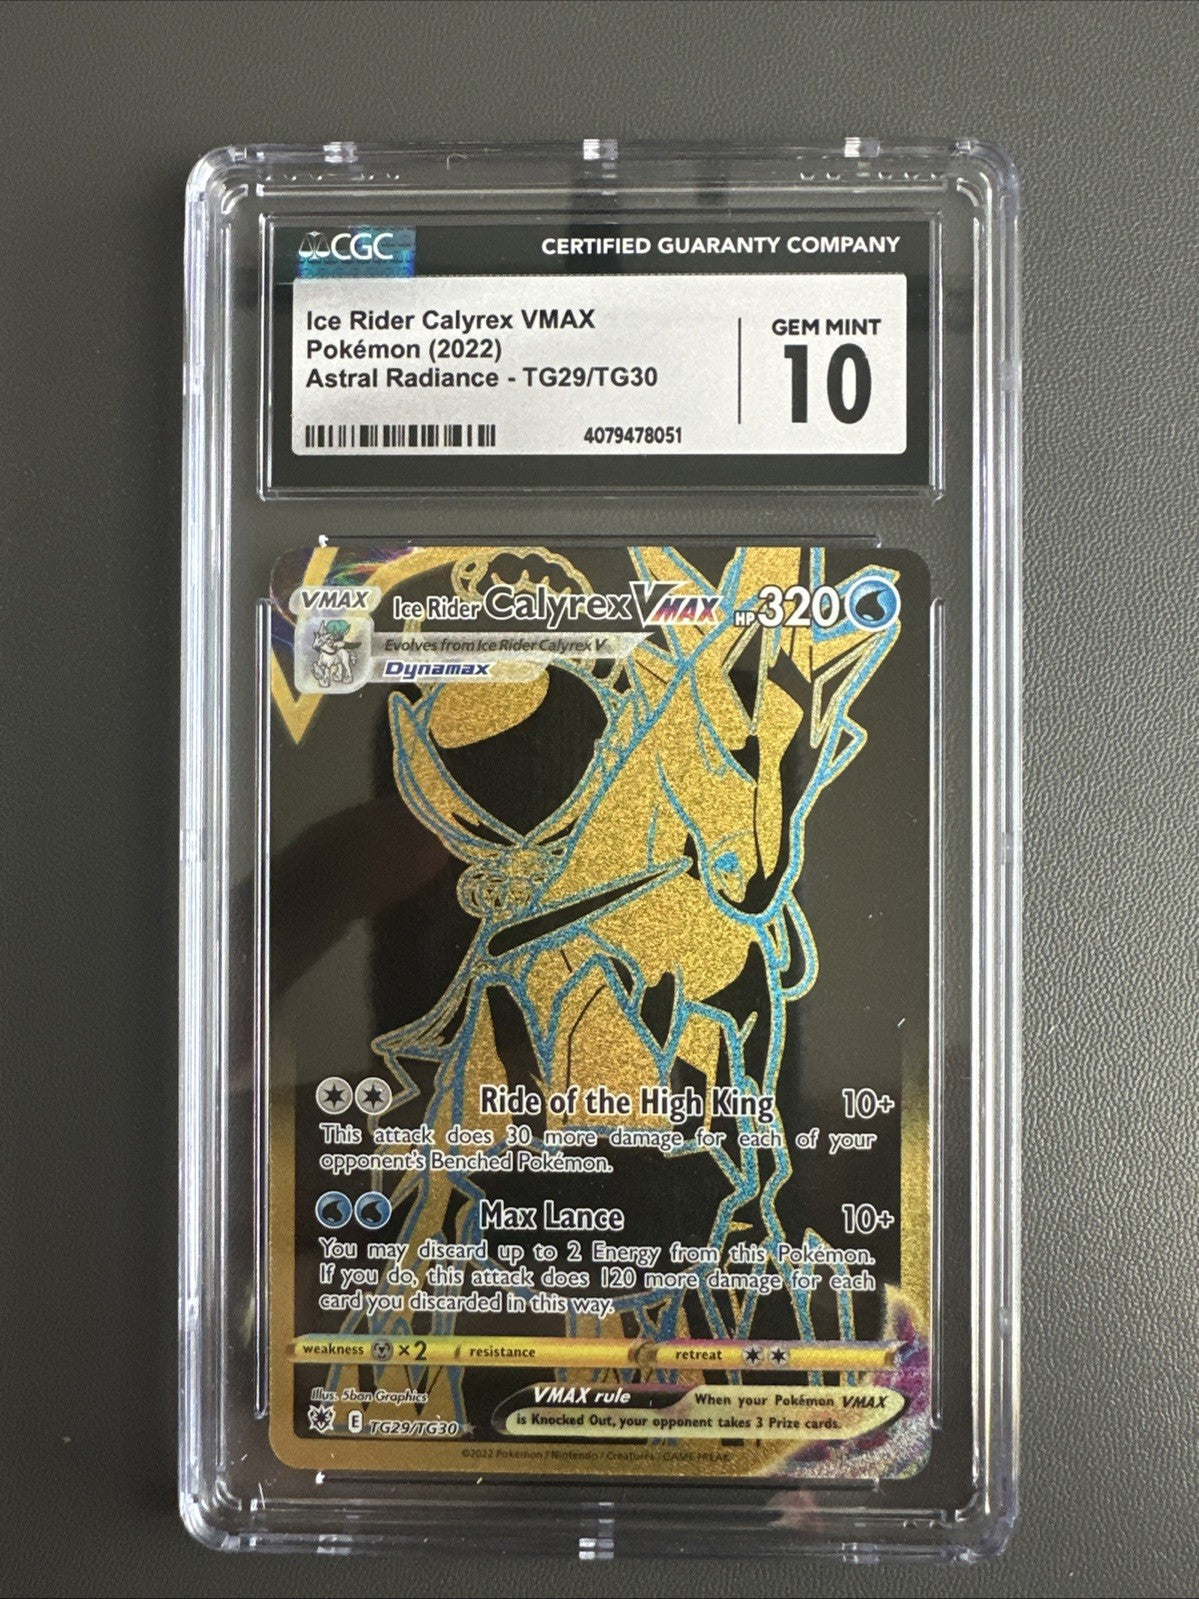 CGC
CERTIFIED GUARANTY COMPANY
Ice Rider Calyrex VMAX
Pokémon (2022)
Astral Radiance - TG29/TG30
4079478051
GEM MINT
10
VMAX
Ice Rider Calyrex VMAX HP 320
Evolves from Ice Rider Calyrex V
Dynamax
Ride of the High King 10+
This attack does 30 more damage for each of your
opponent's Benched Pokémon.
Max Lance 10+
You may discard up to 2 Energy from this Pokémon.
If you do, this attack does 120 more damage for each
card you discarded in this way.
weakness ×2 resistance retreat
VMAX rule When your Pokémon VMAX
is Knocked Out, your opponent takes 3 Prize cards.
Illus. 5ban Graphics
E TG29/TG30
©2022 Pokémon / Nintendo / Creatures / GAME FREAK